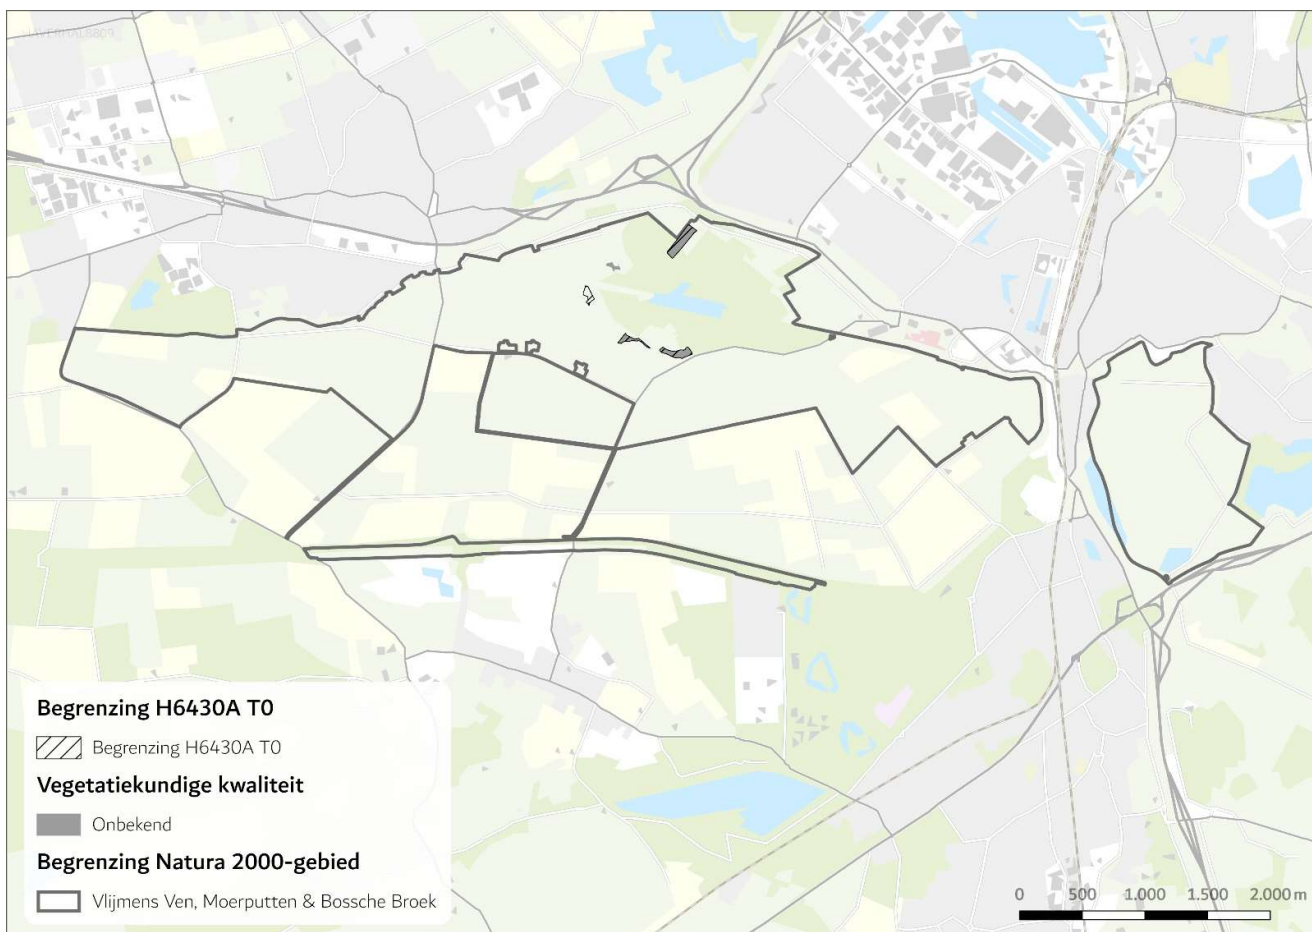 Begrenzing H6430A T0
Begrenzing H6430A T0
Vegetatiekundige kwaliteit
Onbekend
Begrenzing Natura 2000-gebied
Vlijmens Ven, Moerputten & Bossche Broek
0 500 1.000 1.500 2.000 m